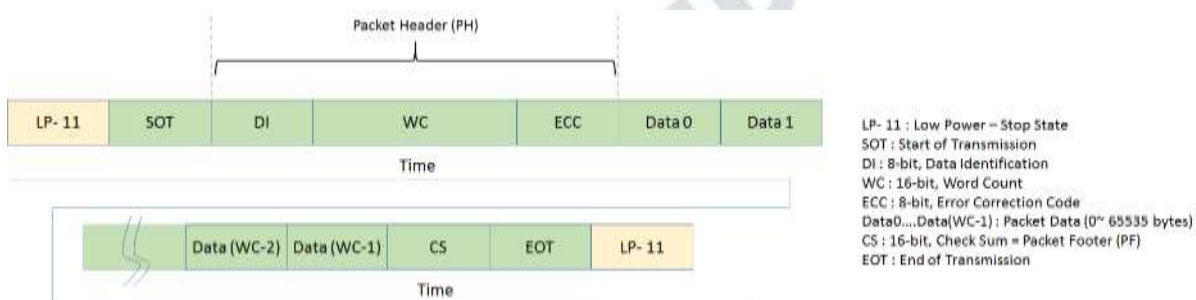 Packet Header (PH)
LP- 11 SOT DI WC ECC Data 0 Data 1
Time
Data (WC-2) Data (WC-1) CS EOT LP- 11
Time
LP- 11 : Low Power – Stop State
SOT : Start of Transmission
DI : 8-bit, Data Identification
WC : 16-bit, Word Count
ECC : 8-bit, Error Correction Code
Data0....Data(WC-1) : Packet Data (0~ 65535 bytes)
CS : 16-bit, Check Sum = Packet Footer (PF)
EOT : End of Transmission